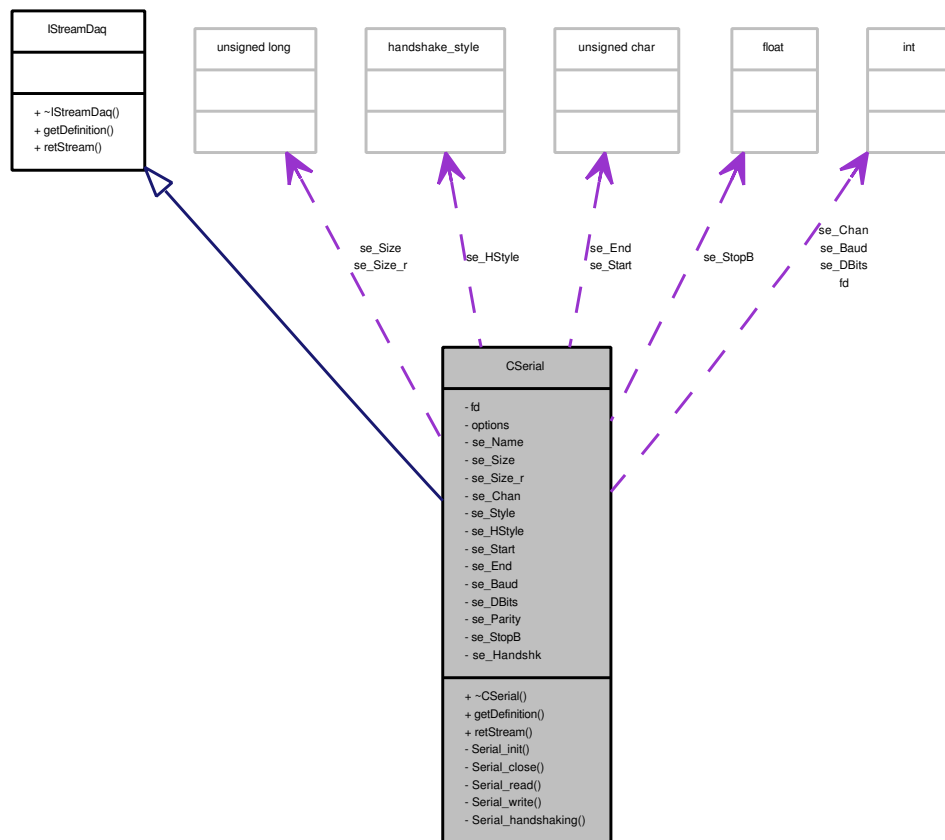 IStreamDaq
+ ~IStreamDaq()
+ getDefinition()
+ retStream()
unsigned long
handshake_style
unsigned char
float
int
se_Size
se_Size_r
se_HStyle
se_End
se_Start
se_StopB
se_Chan
se_Baud
se_DBits
fd
CSerial
- fd
- options
- se_Name
- se_Size
- se_Size_r
- se_Chan
- se_Style
- se_HStyle
- se_Start
- se_End
- se_Baud
- se_DBits
- se_Parity
- se_StopB
- se_Handshk
+ ~CSerial()
+ getDefinition()
+ retStream()
- Serial_init()
- Serial_close()
- Serial_read()
- Serial_write()
- Serial_handshaking()